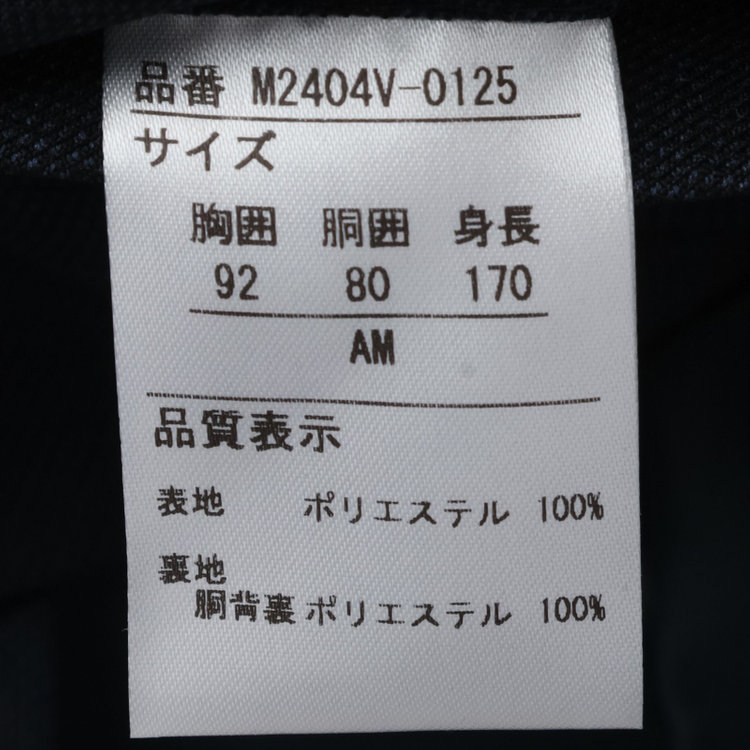 品番 M2404V-0125
サイズ
胸囲 胴囲 身長
92 80 170
AM
品質表示
表地 ポリエステル 100%
裏地
胴背裏 ポリエステル 100%